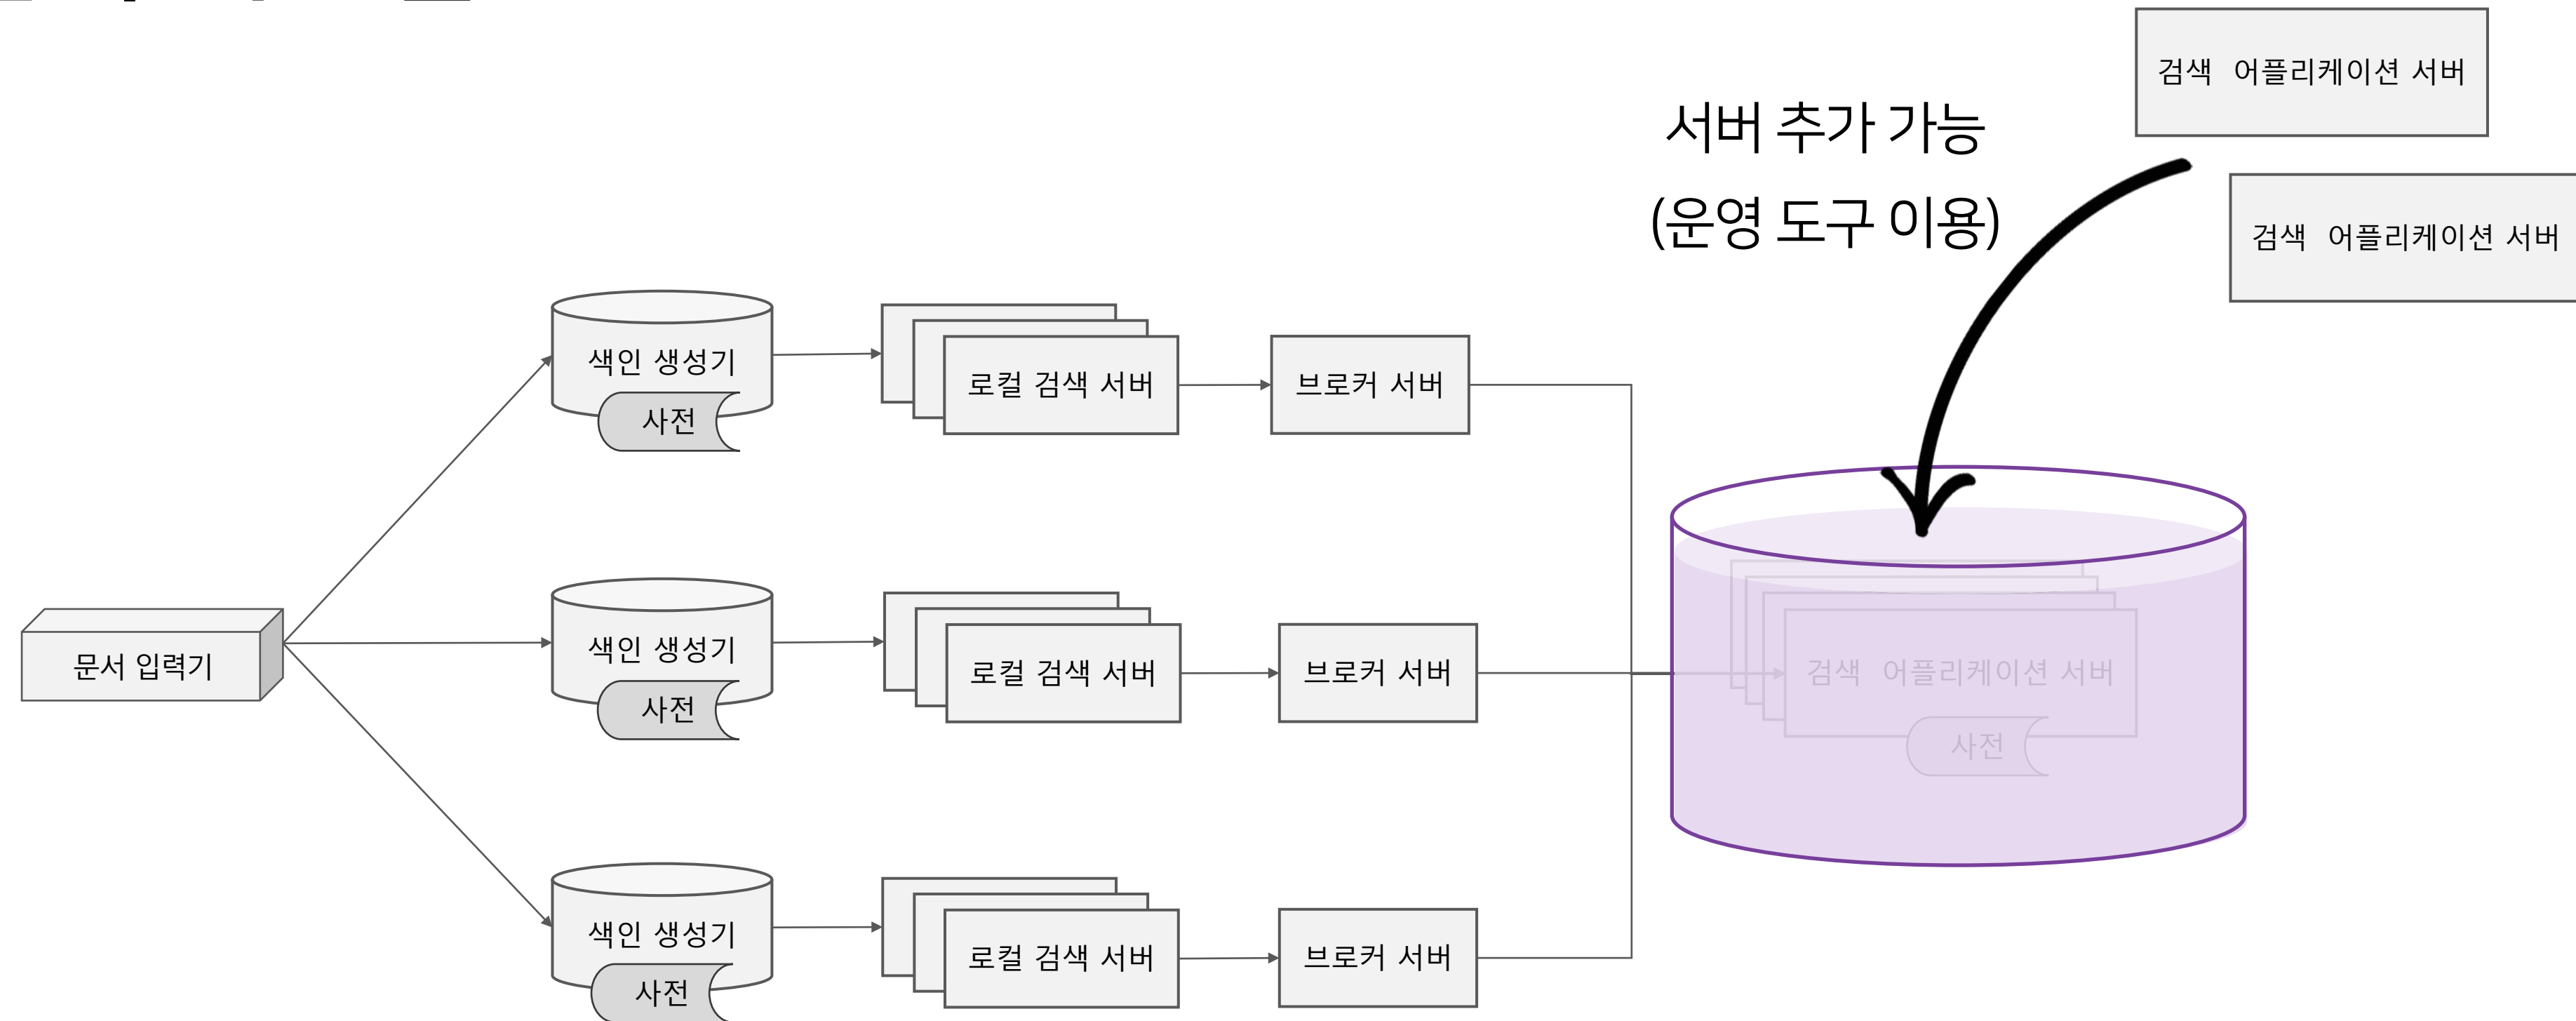 검색 어플리케이션 서버
서버 추가 가능
(운영 도구 이용)
검색 어플리케이션 서버
색인 생성기
사전
로컬 검색 서버
브로커 서버
문서 입력기
색인 생성기
사전
로컬 검색 서버
브로커 서버
검색 어플리케이션 서버
사전
색인 생성기
사전
로컬 검색 서버
브로커 서버